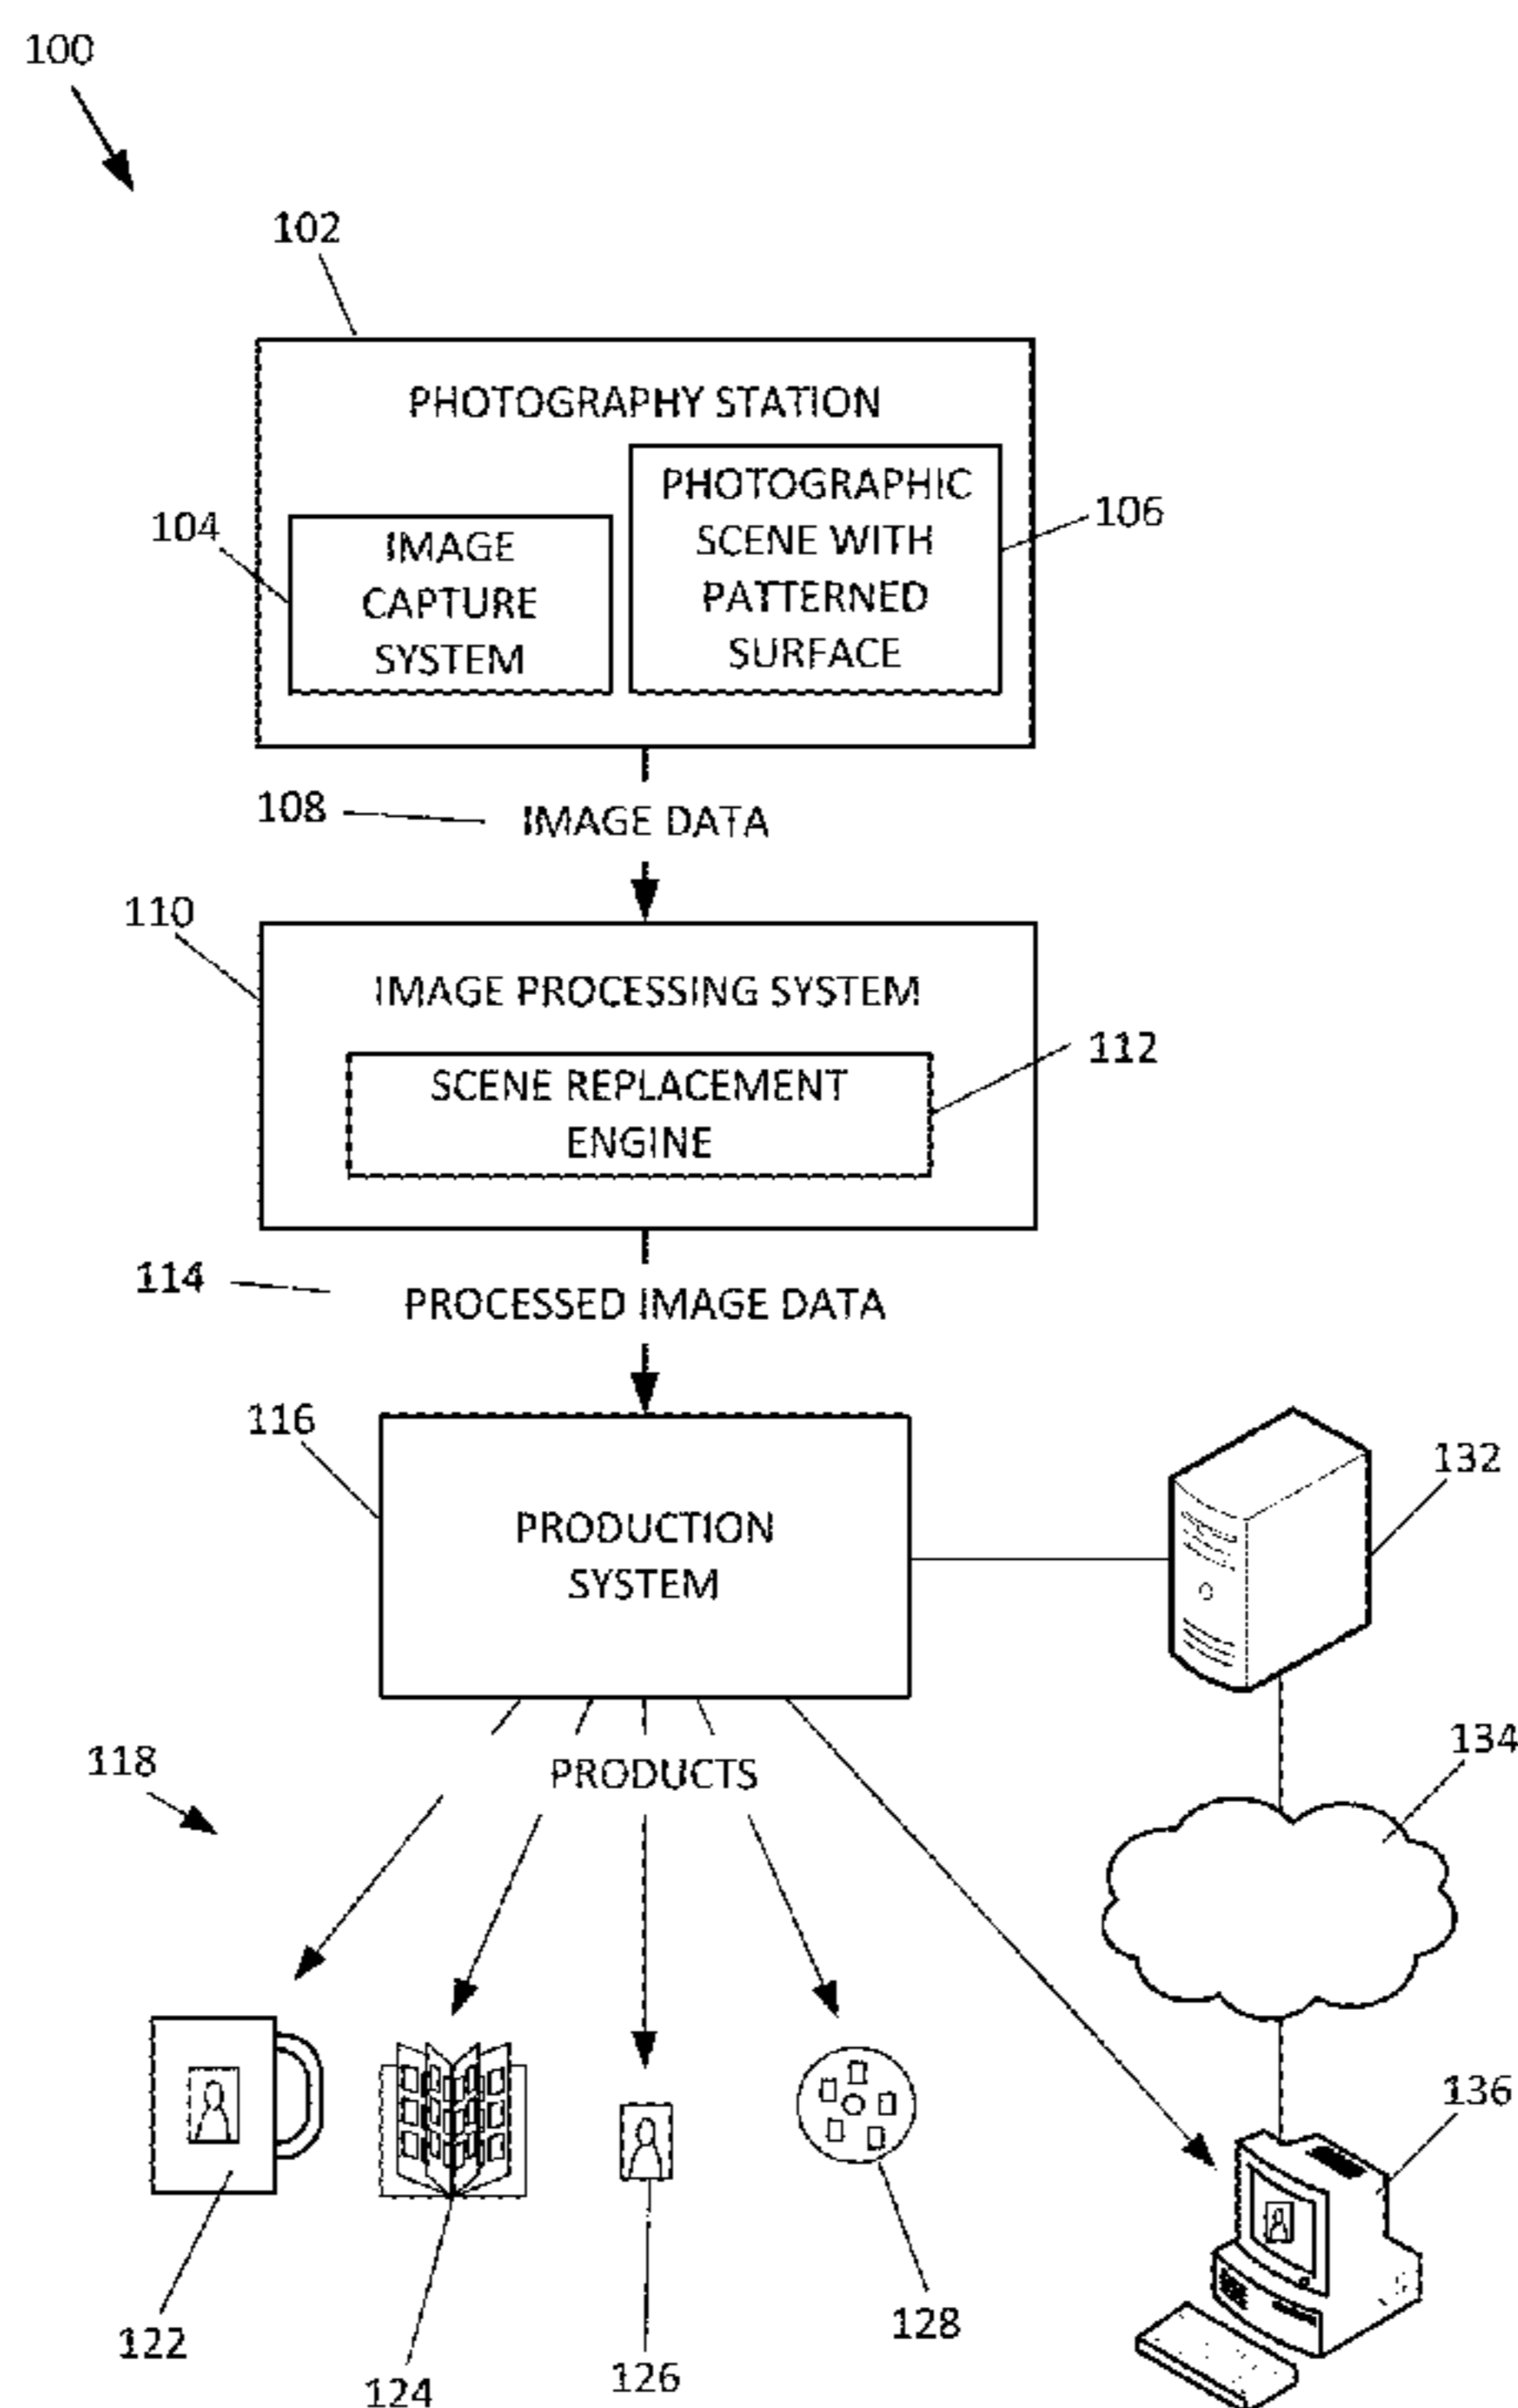 100
102
PHOTOGRAPHY STATION
PHOTOGRAPHIC
SCENE WITH
PATTERNED
SURFACE
106
104
IMAGE
CAPTURE
SYSTEM
108
IMAGE DATA
110
IMAGE PROCESSING SYSTEM
112
SCENE REPLACEMENT
ENGINE
114
PROCESSED IMAGE DATA
116
PRODUCTION
SYSTEM
132
118
PRODUCTS
134
136
122
124
126
128